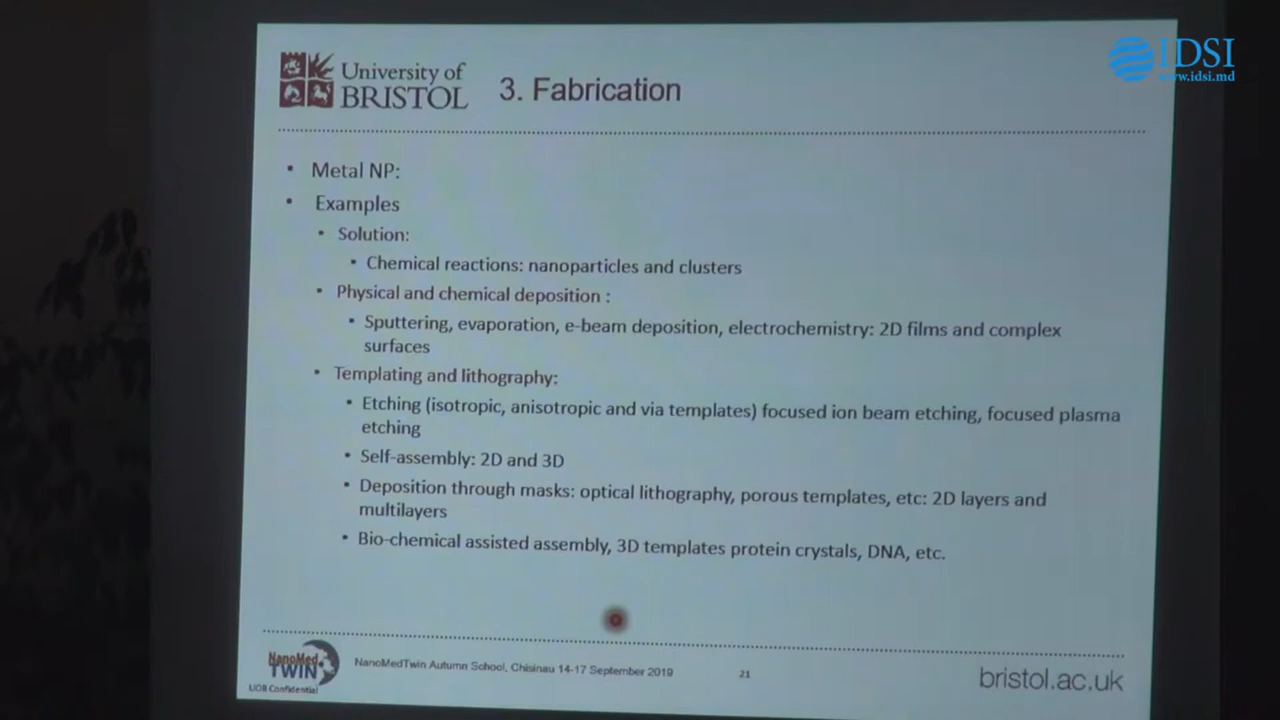 IDSI
www.idsi.md
University of
BRISTOL
3. Fabrication
• Metal NP:
• Examples
• Solution:
• Chemical reactions: nanoparticles and clusters
• Physical and chemical deposition :
• Sputtering, evaporation, e-beam deposition, electrochemistry: 2D films and complex
surfaces
• Templating and lithography:
• Etching (isotropic, anisotropic and via templates) focused ion beam etching, focused plasma
etching
• Self-assembly: 2D and 3D
• Deposition through masks: optical lithography, porous templates, etc: 2D layers and
multilayers
• Bio-chemical assisted assembly, 3D templates protein crystals, DNA, etc.
NanoMed
TWIN
UOB Confidential
NanoMedTwin Autumn School, Chisinau 14-17 September 2019
21
bristol.ac.uk